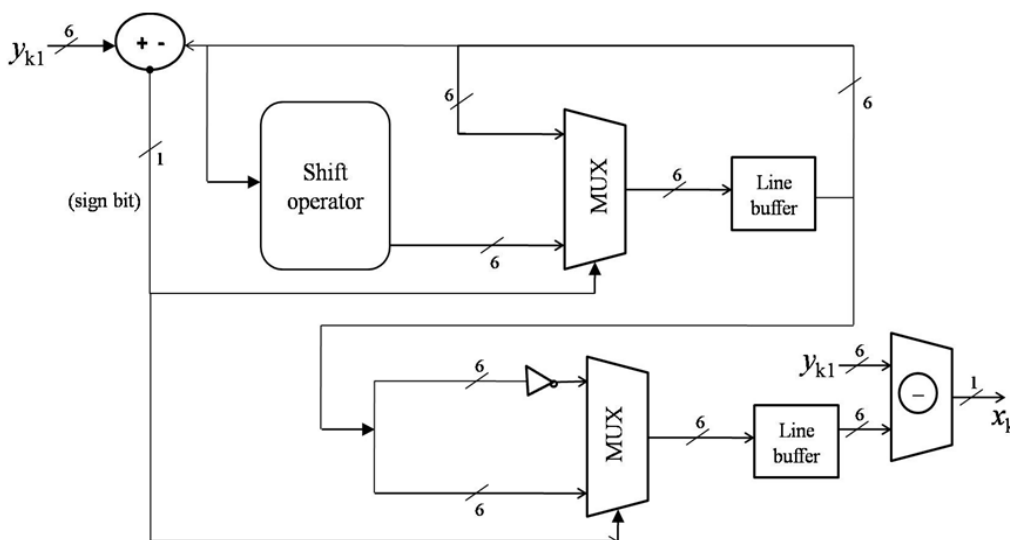 6
y_k1
+ -
6
6
1
(sign bit)
Shift
operator
MUX
6
Line
buffer
6
6
y_k1
6
MUX
6
Line
buffer
6
−
1
x_k
6